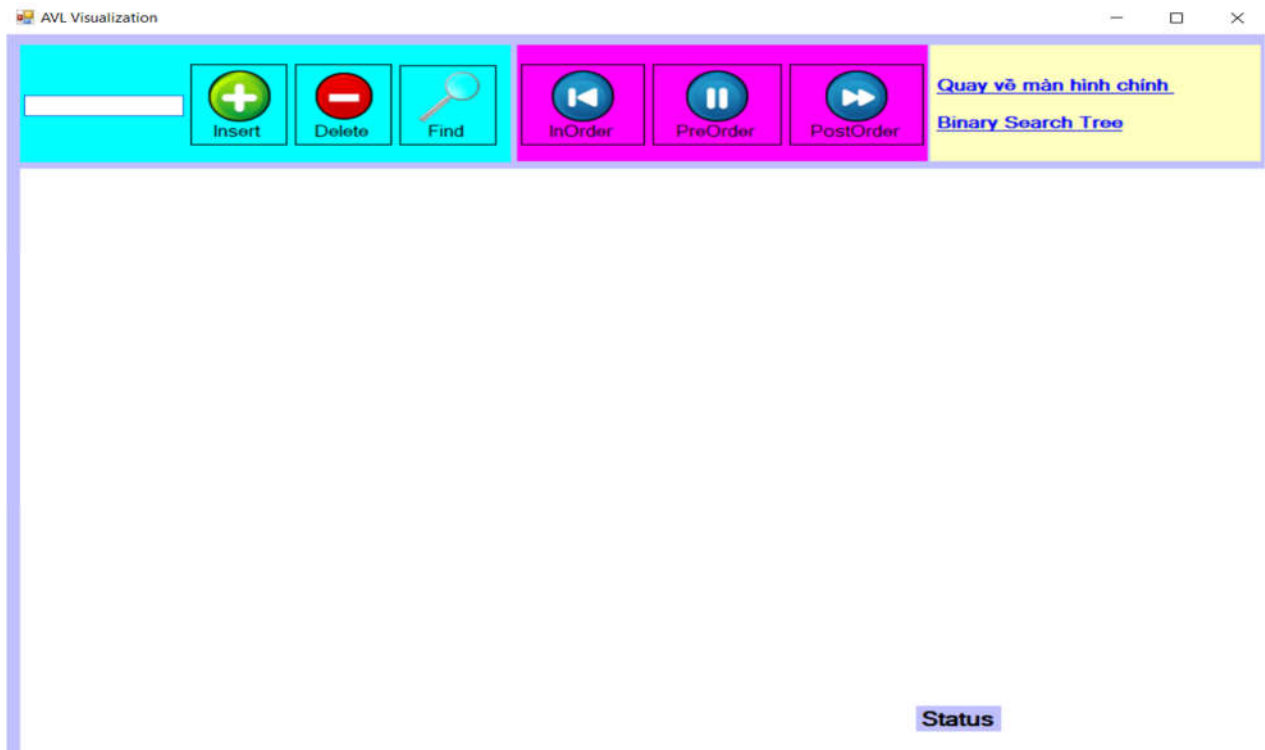 AVL Visualization
Insert Delete Find InOrder PreOrder PostOrder
Quay về màn hình chính
Binary Search Tree
Status